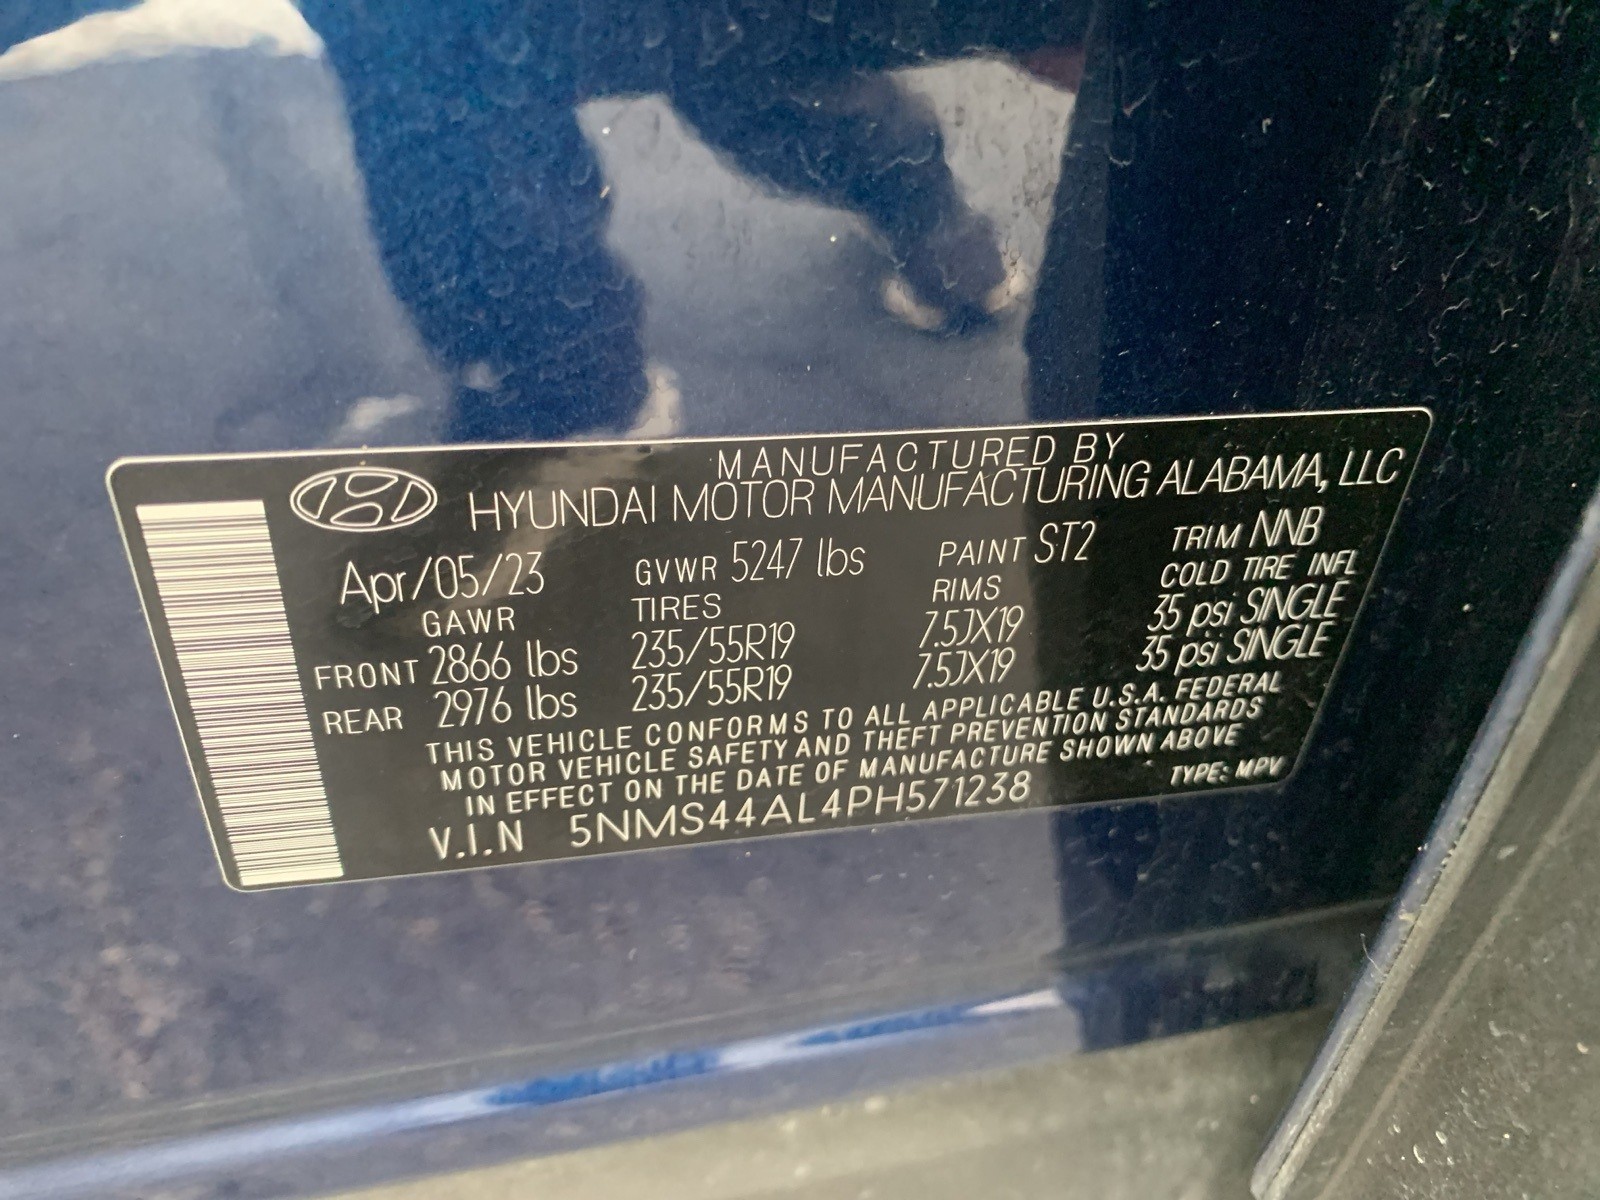 MANUFACTURED BY
HYUNDAI MOTOR MANUFACTURING ALABAMA, LLC
Apr/05/23 GVWR 5247 lbs PAINT ST2 TRIM NNB
GAWR TIRES RIMS COLD TIRE INFL
FRONT 2866 lbs 235/55R19 7.5JX19 35 psi SINGLE
REAR 2976 lbs 235/55R19 7.5JX19 35 psi SINGLE
THIS VEHICLE CONFORMS TO ALL APPLICABLE U.S.A. FEDERAL
MOTOR VEHICLE SAFETY AND THEFT PREVENTION STANDARDS
IN EFFECT ON THE DATE OF MANUFACTURE SHOWN ABOVE
V.I.N 5NMS44AL4PH571238 TYPE: MPV